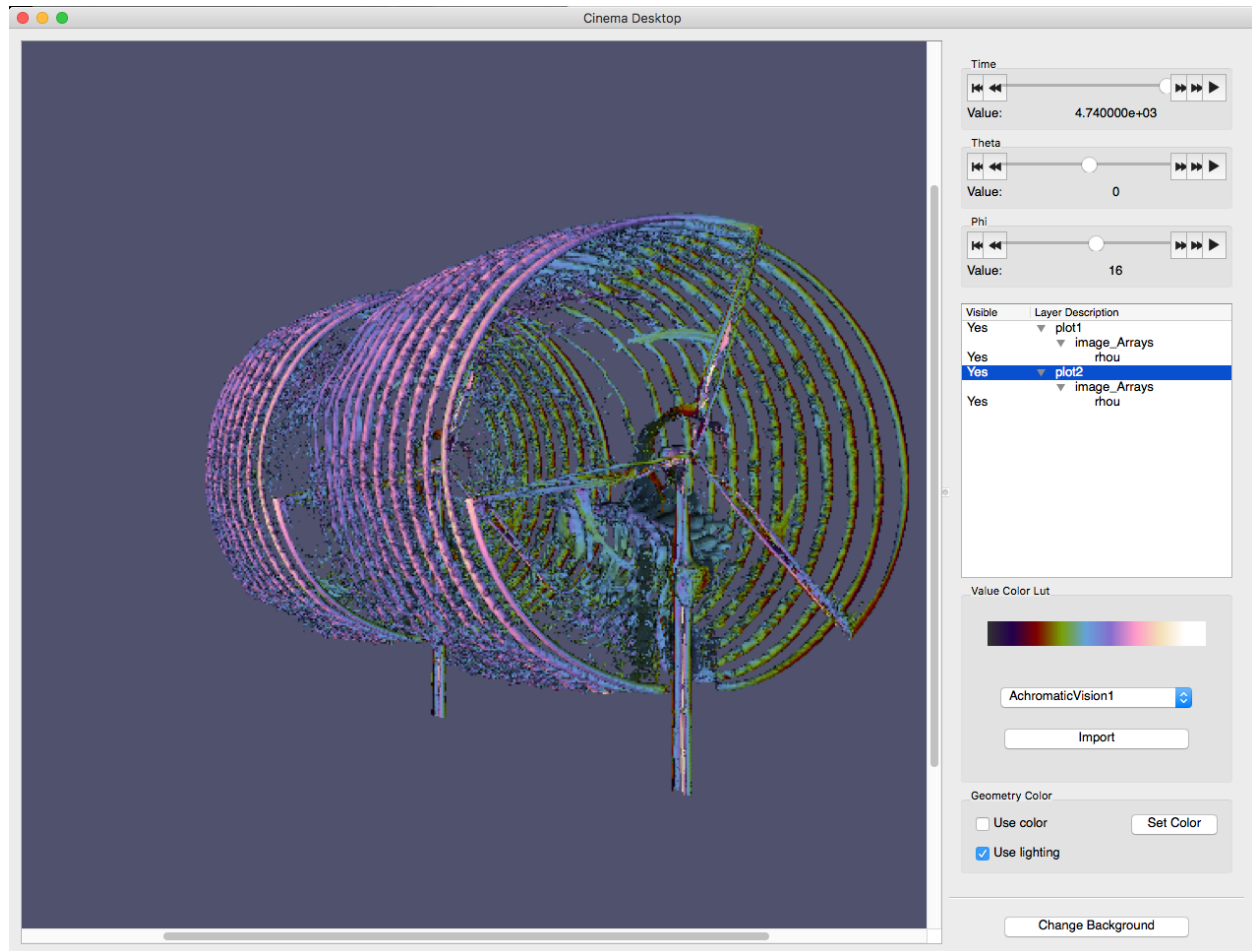 Cinema Desktop
Time
Value: 4.740000e+03
Theta
Value: 0
Phi
Value: 16
Visible Layer Description
Yes plot1
image_Arrays
Yes rhou
Yes plot2
image_Arrays
Yes rhou
Value Color Lut
AchromaticVision1
Import
Geometry Color
Use color Set Color
Use lighting
Change Background